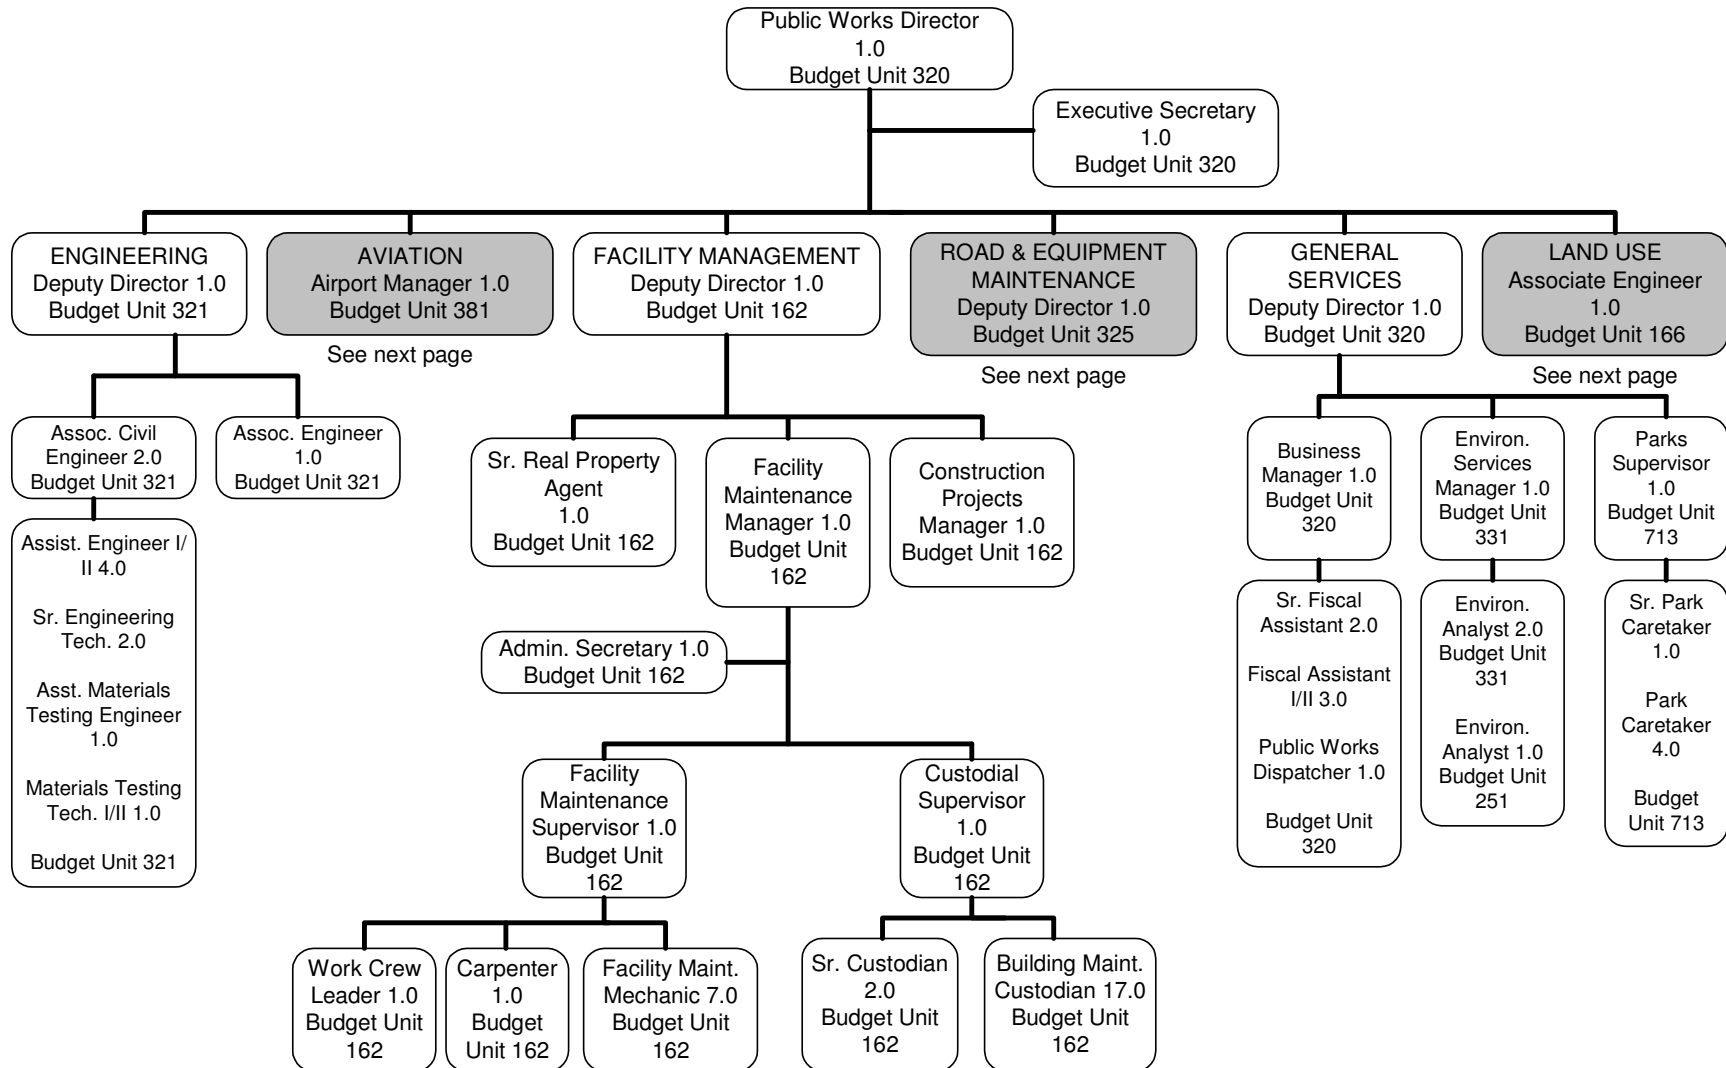 Public Works Director
1.0
Budget Unit 320
Executive Secretary
1.0
Budget Unit 320
ENGINEERING
Deputy Director 1.0
Budget Unit 321
AVIATION
Airport Manager 1.0
Budget Unit 381
See next page
FACILITY MANAGEMENT
Deputy Director 1.0
Budget Unit 162
ROAD & EQUIPMENT
MAINTENANCE
Deputy Director 1.0
Budget Unit 325
See next page
GENERAL
SERVICES
Deputy Director 1.0
Budget Unit 320
LAND USE
Associate Engineer
1.0
Budget Unit 166
See next page
Assoc. Civil
Engineer 2.0
Budget Unit 321
Assoc. Engineer
1.0
Budget Unit 321
Sr. Real Property
Agent
1.0
Budget Unit 162
Facility
Maintenance
Manager 1.0
Budget Unit
162
Construction
Projects
Manager 1.0
Budget Unit 162
Business
Manager 1.0
Budget Unit
320
Environ.
Services
Manager 1.0
Budget Unit
331
Parks
Supervisor
1.0
Budget Unit
713
Assist. Engineer I/
II 4.0
Sr. Engineering
Tech. 2.0
Asst. Materials
Testing Engineer
1.0
Materials Testing
Tech. I/II 1.0
Budget Unit 321
Admin. Secretary 1.0
Budget Unit 162
Sr. Fiscal
Assistant 2.0
Fiscal Assistant
I/II 3.0
Public Works
Dispatcher 1.0
Budget Unit
320
Environ.
Analyst 2.0
Budget Unit
331
Environ.
Analyst 1.0
Budget Unit
251
Sr. Park
Caretaker
1.0
Park
Caretaker
4.0
Budget
Unit 713
Facility
Maintenance
Supervisor 1.0
Budget Unit
162
Custodial
Supervisor
1.0
Budget Unit
162
Work Crew
Leader 1.0
Budget Unit
162
Carpenter
1.0
Budget
Unit 162
Facility Maint.
Mechanic 7.0
Budget Unit
162
Sr. Custodian
2.0
Budget Unit
162
Building Maint.
Custodian 17.0
Budget Unit
162